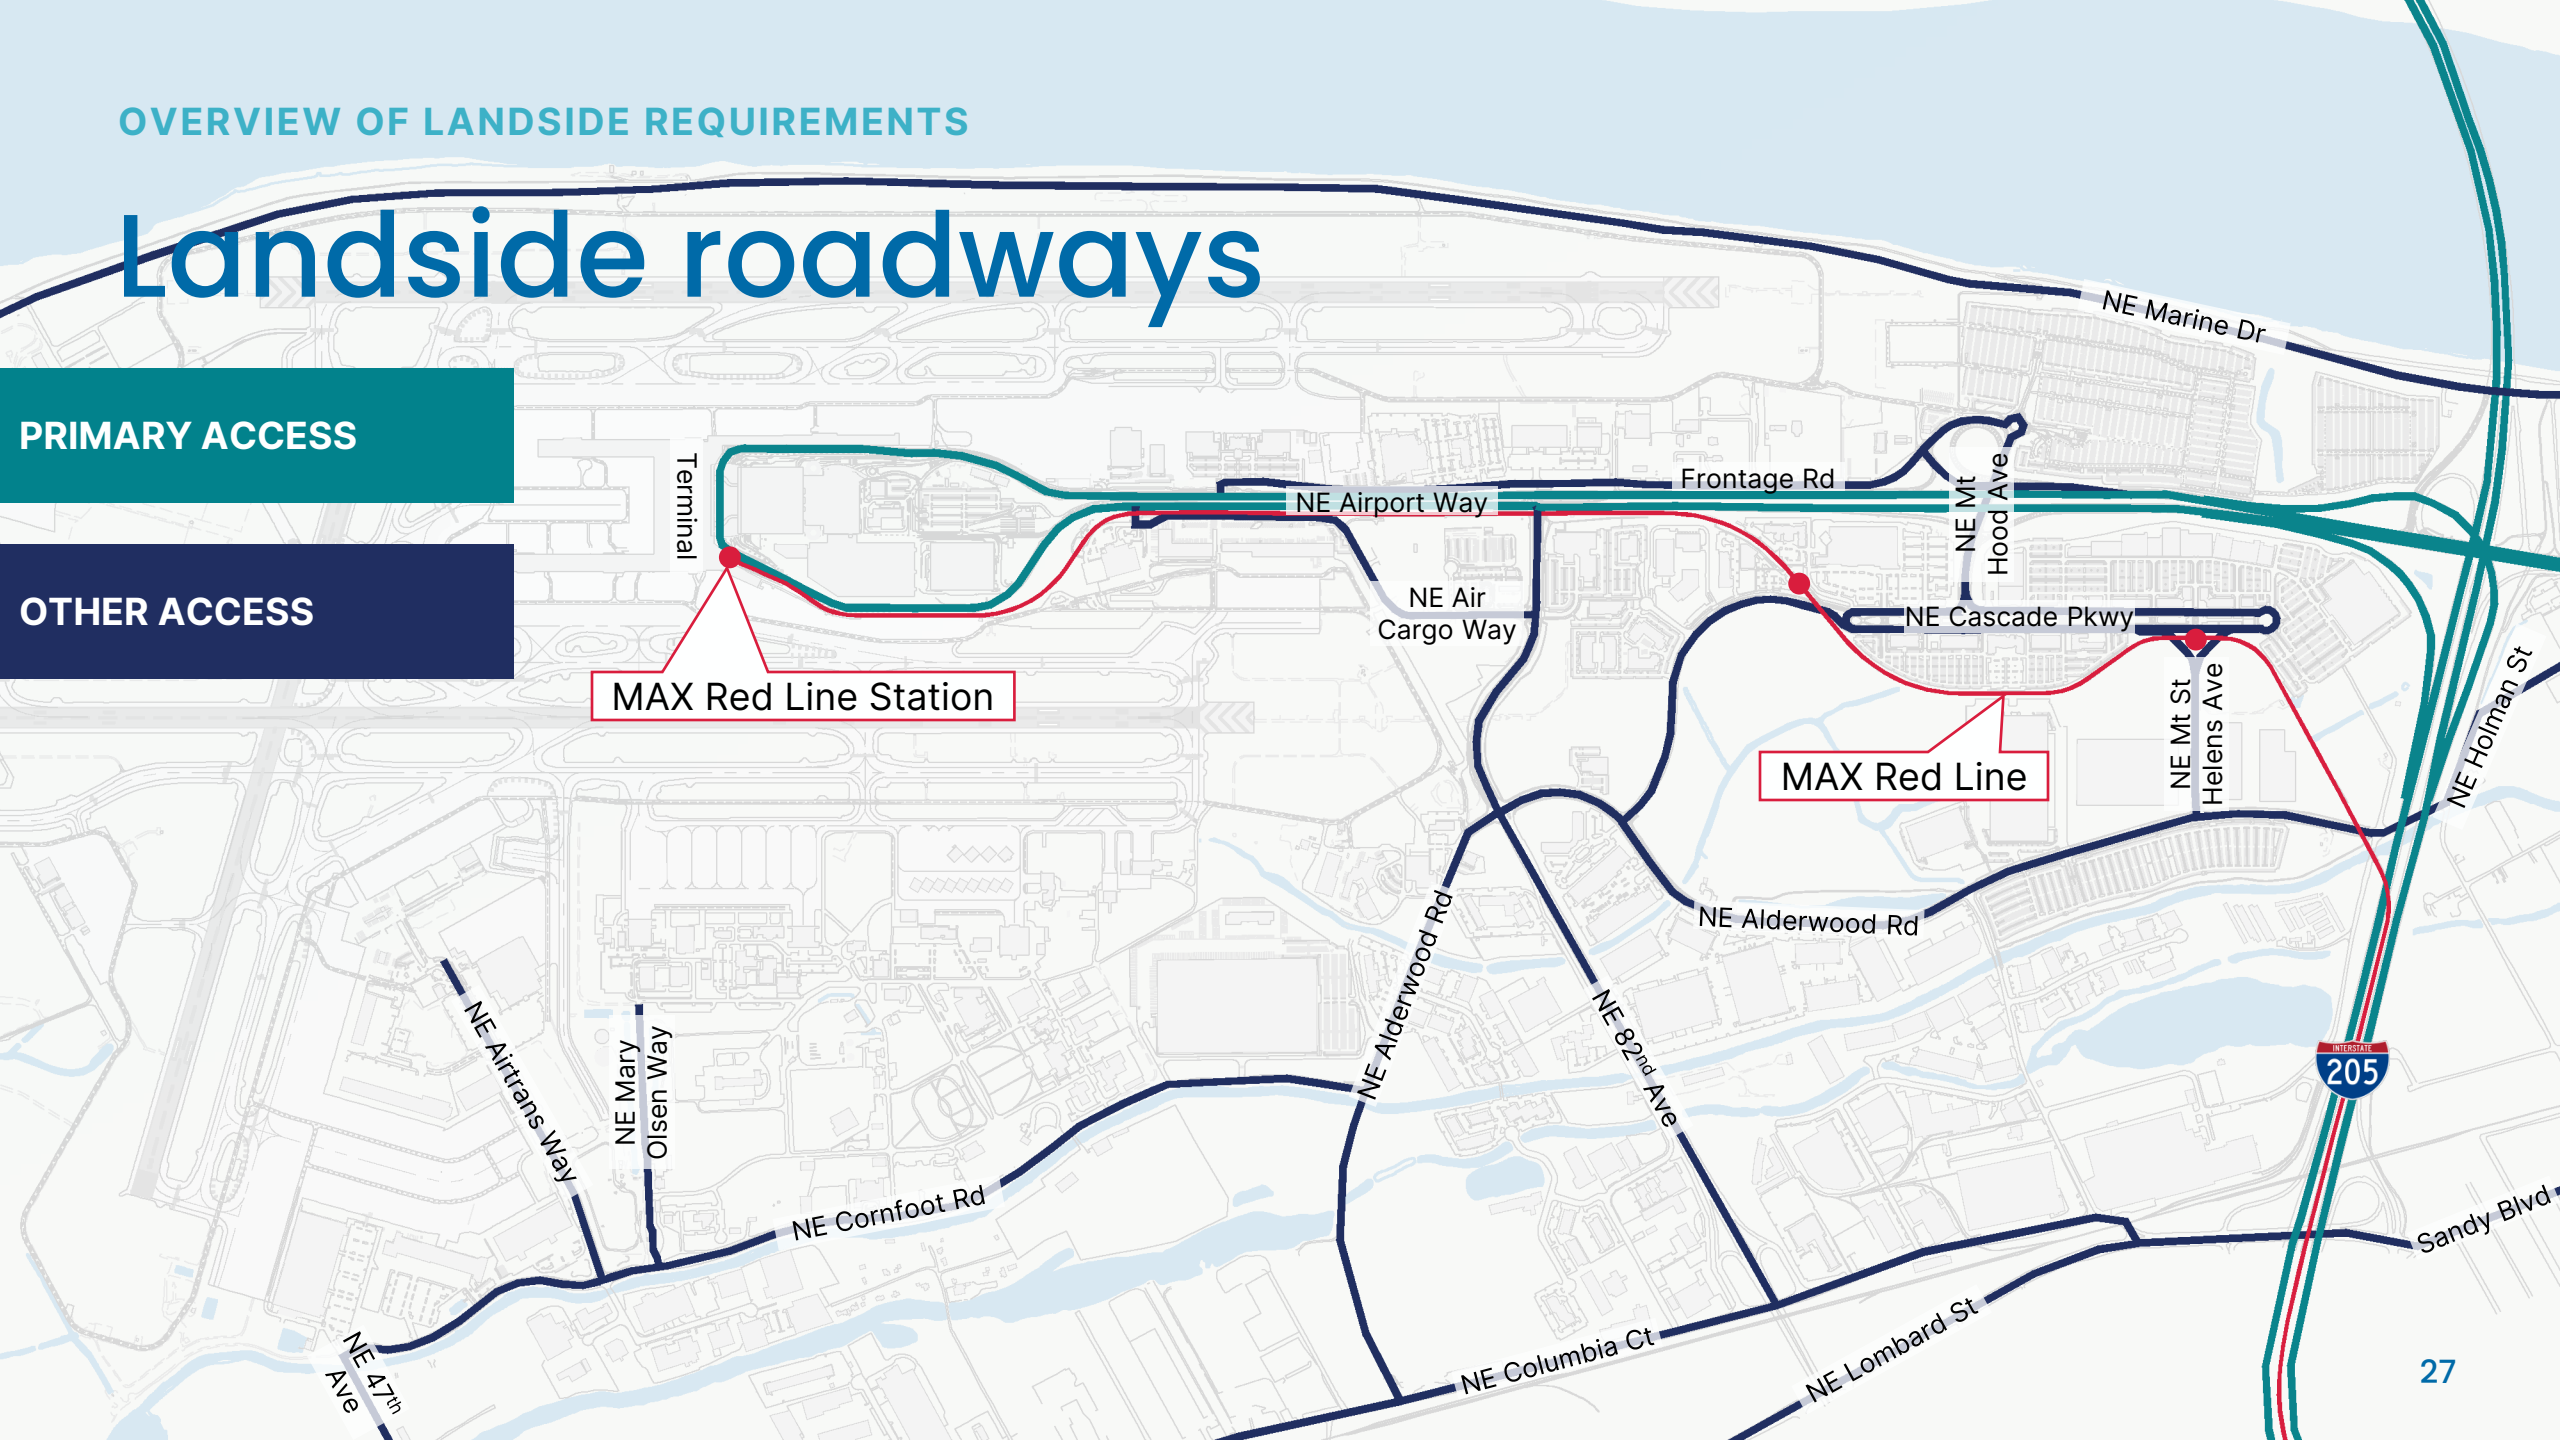 OVERVIEW OF LANDSIDE REQUIREMENTS
Landside roadways
PRIMARY ACCESS
OTHER ACCESS
NE Marine Dr
Terminal
Frontage Rd
NE Airport Way
NE Mt
Hood Ave
NE Air
Cargo Way
NE Cascade Pkwy
MAX Red Line Station
MAX Red Line
NE Mt St
Helens Ave
NE Holman St
NE Alderwood Rd
NE Alderwood Rd
NE 82nd Ave
NE Airtrans Way
NE Mary
Olsen Way
NE Cornfoot Rd
INTERSTATE
205
Sandy Blvd
NE Columbia Ct
NE Lombard St
NE 47th
Ave
27